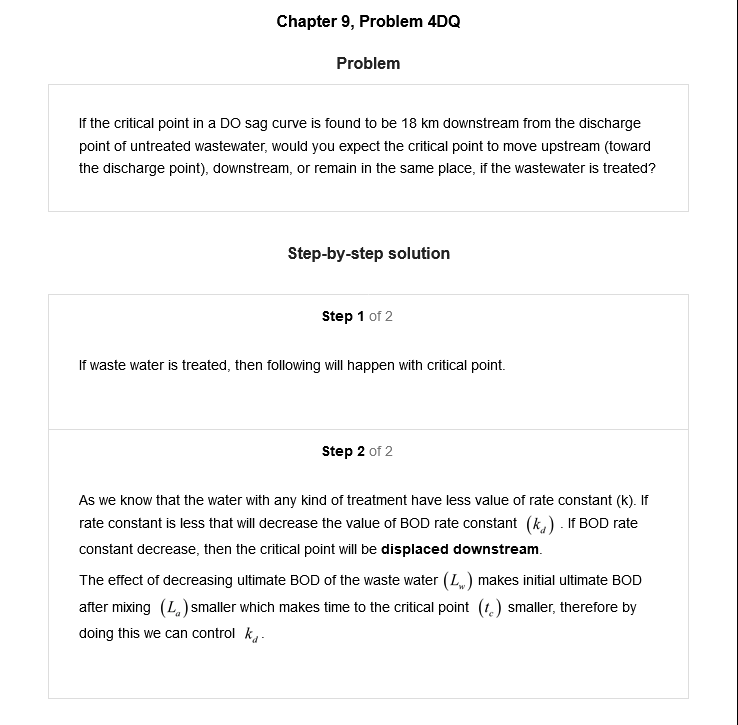 Chapter 9, Problem 4DQ
Problem
If the critical point in a DO sag curve is found to be 18 km downstream from the discharge
point of untreated wastewater, would you expect the critical point to move upstream (toward
the discharge point), downstream, or remain in the same place, if the wastewater is treated?
Step-by-step solution
Step 1 of 2
If waste water is treated, then following will happen with critical point.
Step 2 of 2
As we know that the water with any kind of treatment have less value of rate constant (k). If
rate constant is less that will decrease the value of BOD rate constant (k_d) . If BOD rate
constant decrease, then the critical point will be displaced downstream.
The effect of decreasing ultimate BOD of the waste water (L_w) makes initial ultimate BOD
after mixing (L_a) smaller which makes time to the critical point (t_c) smaller, therefore by
doing this we can control k_d .